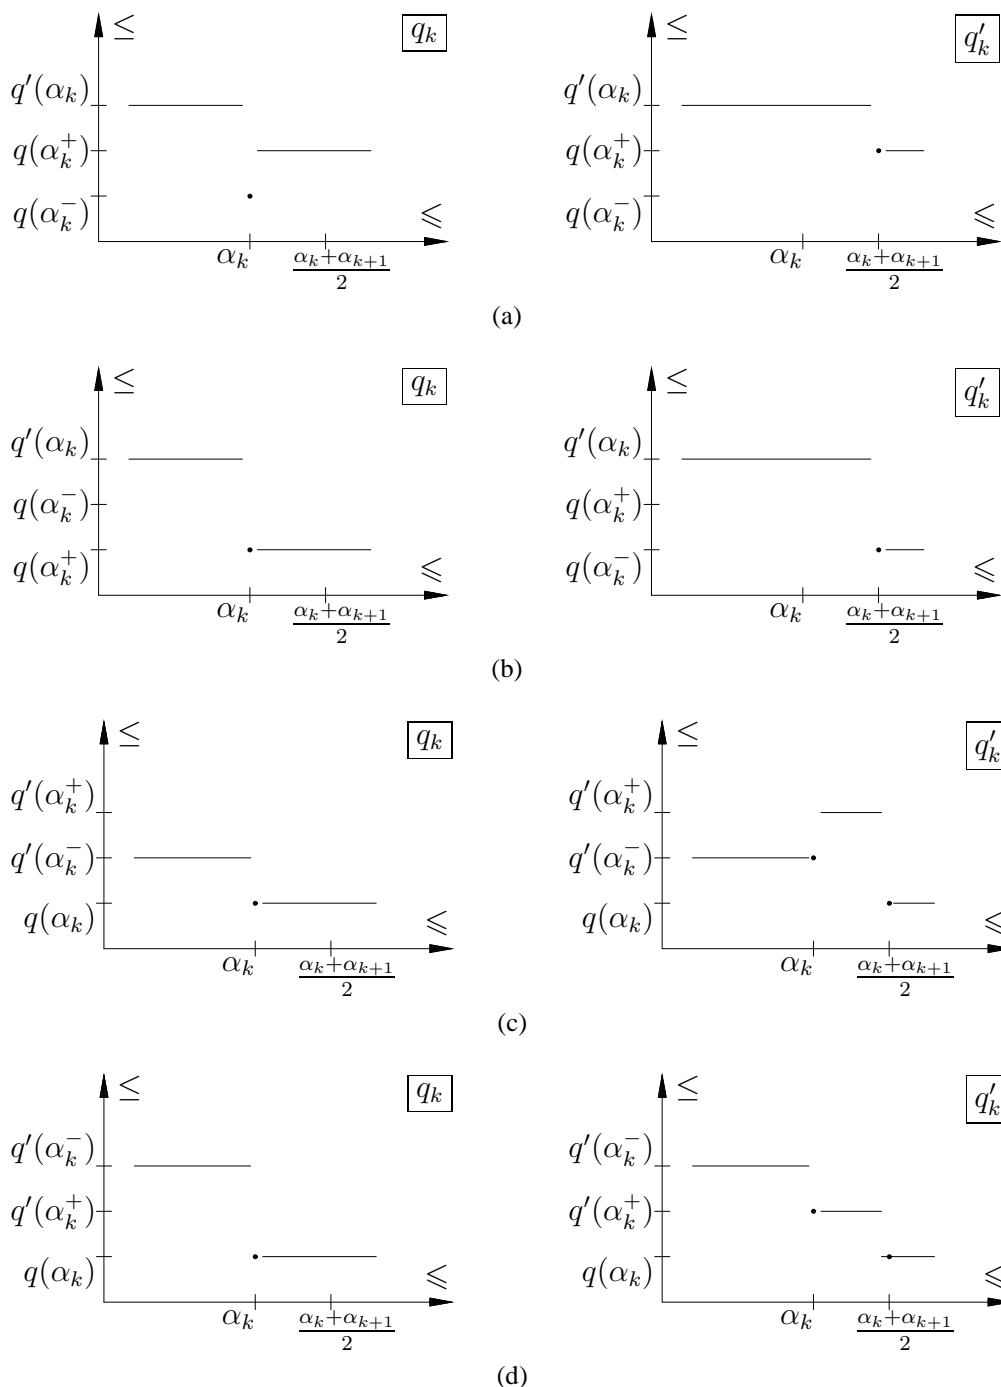 ≤ q_k ≤ q′_k
q′(α_k) q′(α_k)
q(α_k^+) q(α_k^+)
q(α_k^−) ⩽ q(α_k^−) ⩽
α_k (α_k+α_{k+1})/2 α_k (α_k+α_{k+1})/2
(a)
≤ q_k ≤ q′_k
q′(α_k) q′(α_k)
q(α_k^−) q(α_k^+)
q(α_k^+) ⩽ q(α_k^−) ⩽
α_k (α_k+α_{k+1})/2 α_k (α_k+α_{k+1})/2
(b)
≤ q_k ≤ q′_k
q′(α_k^+) q′(α_k^+)
q′(α_k^−) q′(α_k^−)
q(α_k) ⩽ q(α_k) ⩽
α_k (α_k+α_{k+1})/2 α_k (α_k+α_{k+1})/2
(c)
≤ q_k ≤ q′_k
q′(α_k^−) q′(α_k^−)
q′(α_k^+) q′(α_k^+)
q(α_k) ⩽ q(α_k) ⩽
α_k (α_k+α_{k+1})/2 α_k (α_k+α_{k+1})/2
(d)